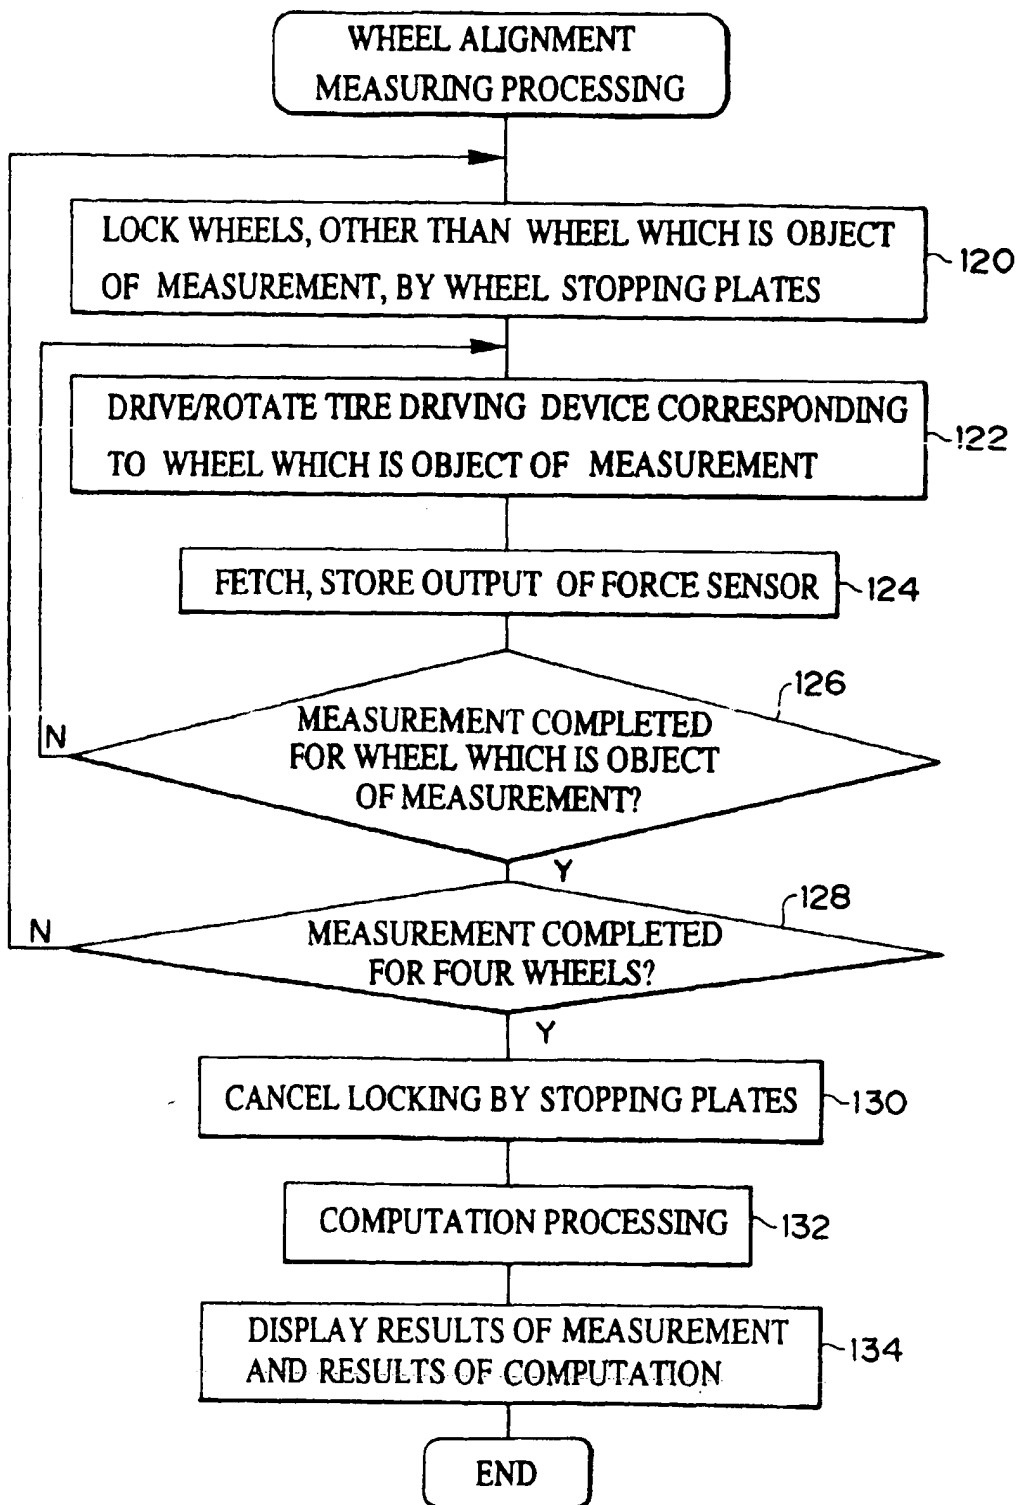 WHEEL ALIGNMENT
MEASURING PROCESSING
LOCK WHEELS, OTHER THAN WHEEL WHICH IS OBJECT
OF MEASUREMENT, BY WHEEL STOPPING PLATES
120
DRIVE/ROTATE TIRE DRIVING DEVICE CORRESPONDING
TO WHEEL WHICH IS OBJECT OF MEASUREMENT
122
FETCH, STORE OUTPUT OF FORCE SENSOR
124
126
MEASUREMENT COMPLETED
FOR WHEEL WHICH IS OBJECT
OF MEASUREMENT?
N
Y
128
MEASUREMENT COMPLETED
FOR FOUR WHEELS?
N
Y
CANCEL LOCKING BY STOPPING PLATES
130
COMPUTATION PROCESSING
132
DISPLAY RESULTS OF MEASUREMENT
AND RESULTS OF COMPUTATION
134
END